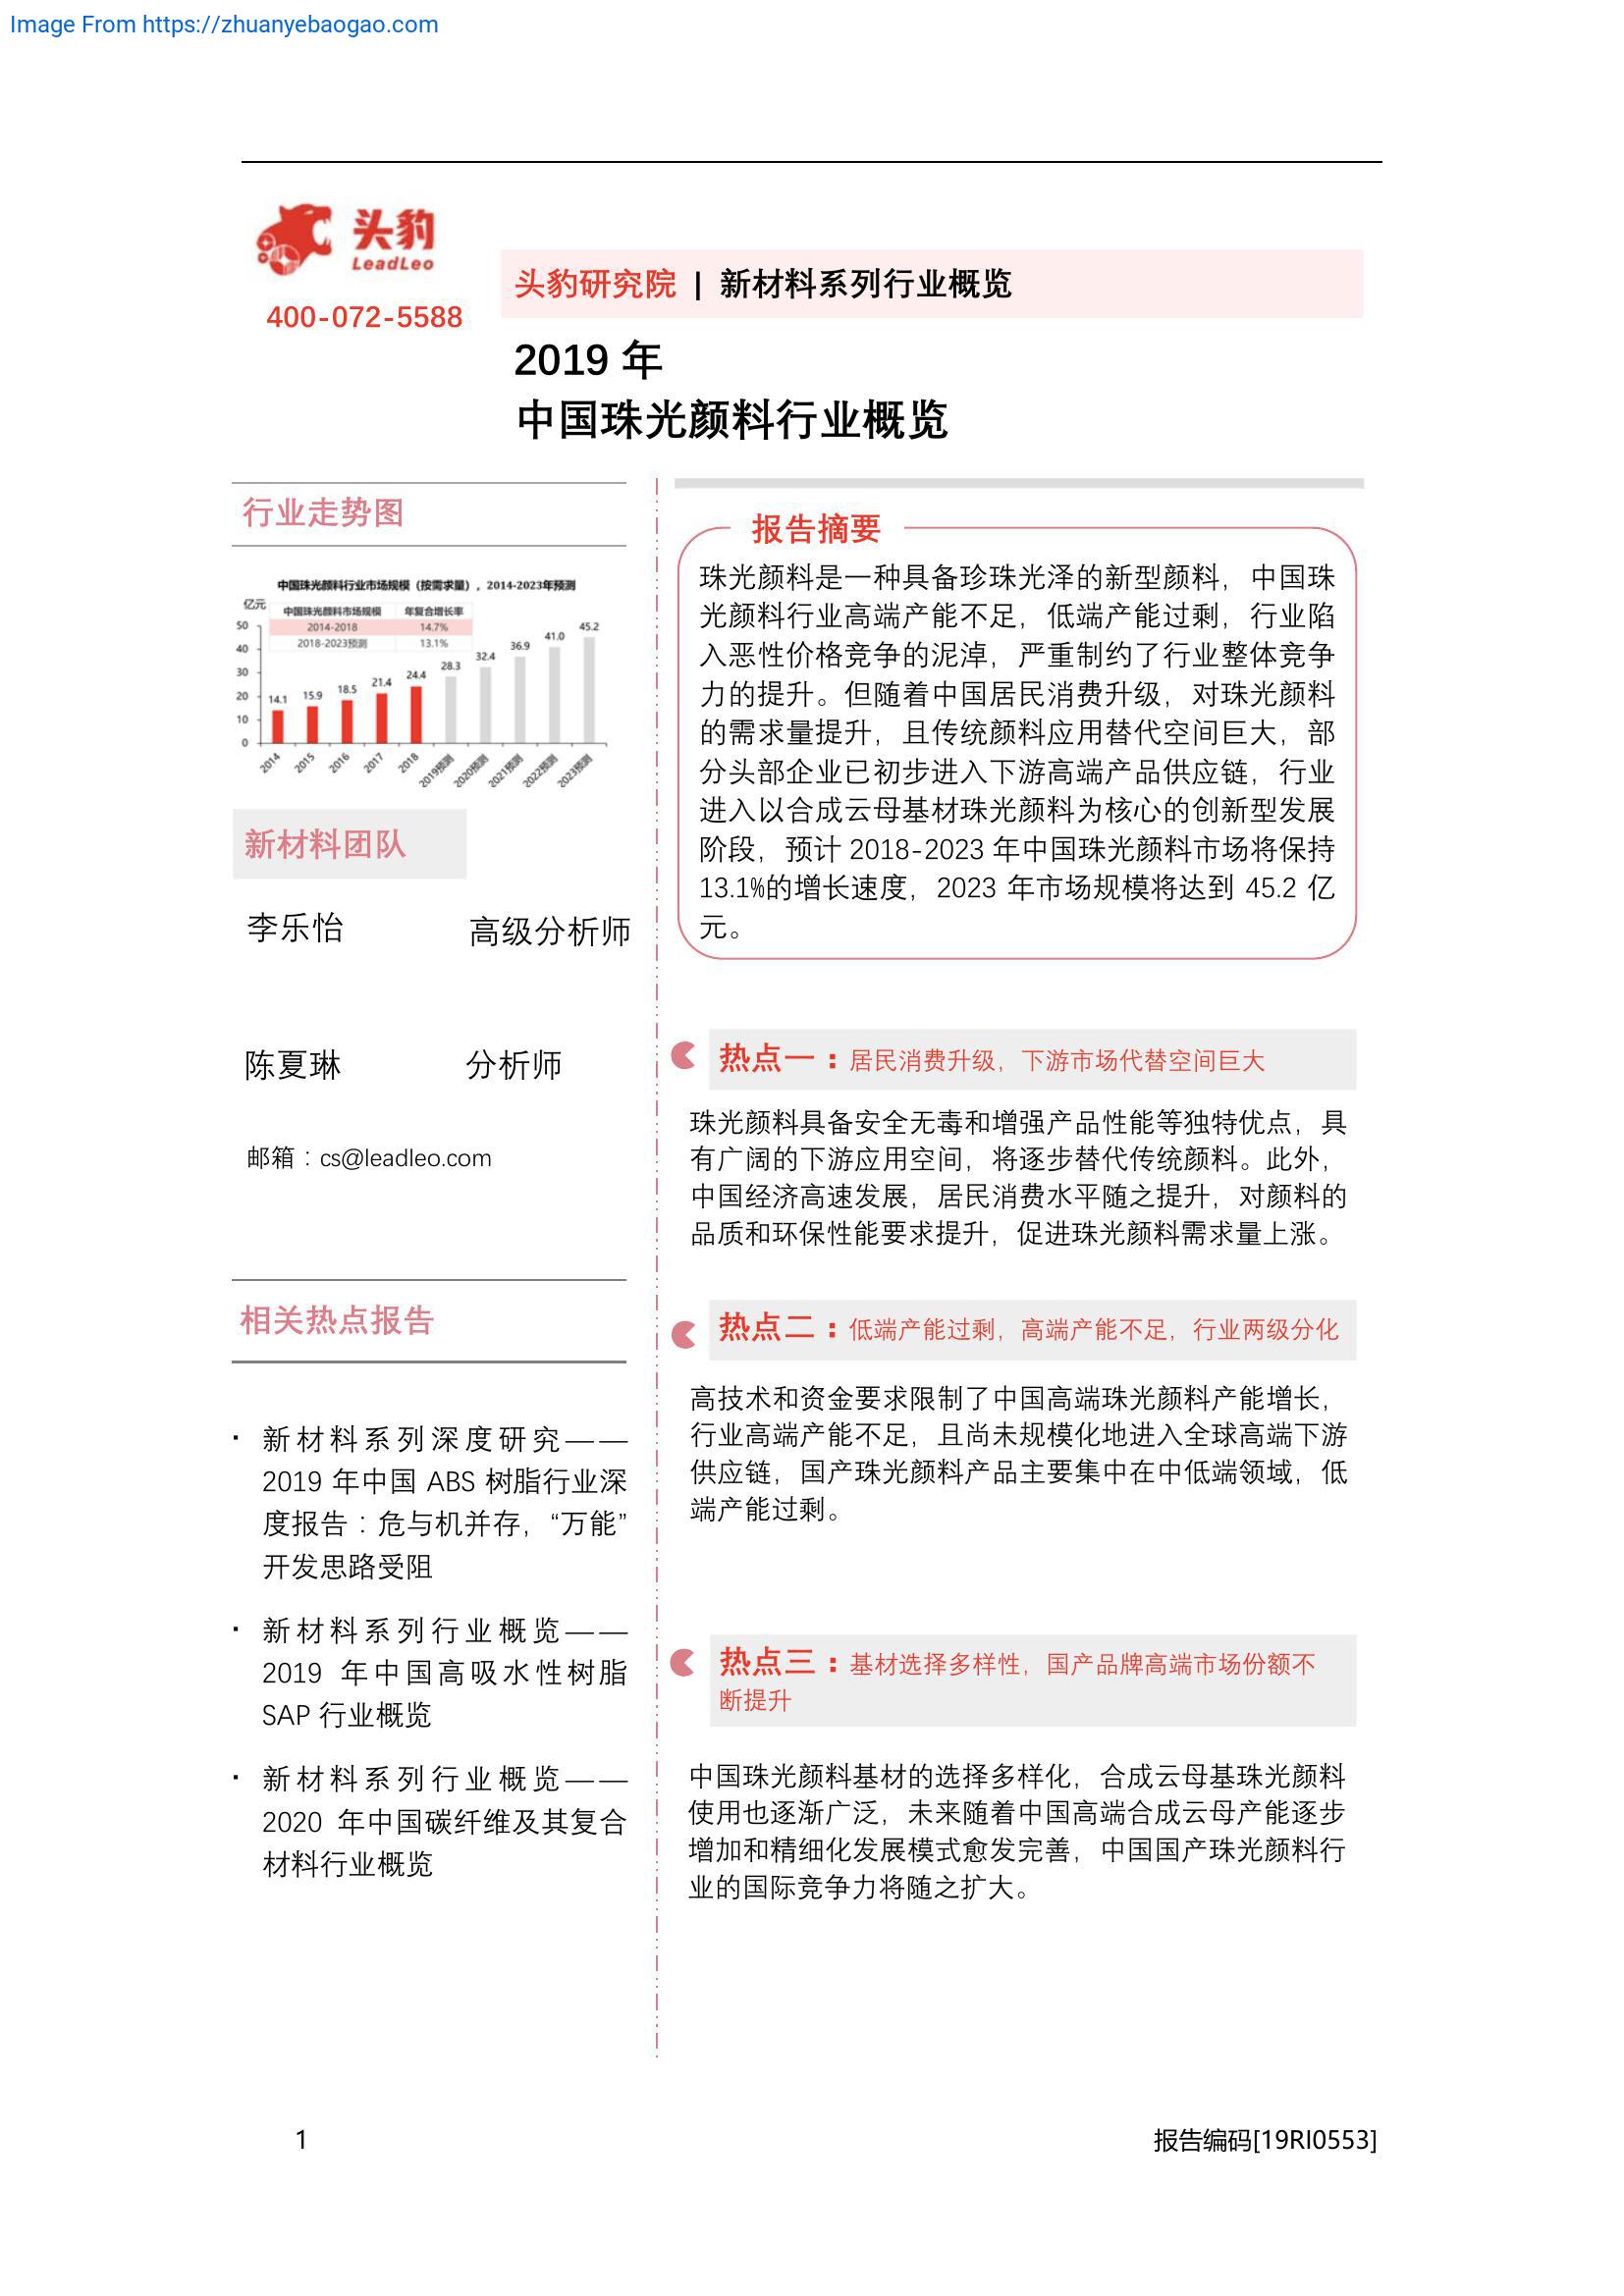 Image From https://zhuanyebaogao.com
头豹
LeadLeo
400-072-5588
头豹研究院 | 新材料系列行业概览
2019 年
中国珠光颜料行业概览
行业走势图
中国珠光颜料行业市场规模（按需求量），2014-2023年预测
亿元
中国珠光颜料市场规模 年复合增长率
2014-2018 14.7%
2018-2023预测 13.1%
50
40
30
20
10
0
14.1 15.9 18.5 21.4 24.4 28.3 32.4 36.9 41.0 45.2
2014 2015 2016 2017 2018 2019预测 2020预测 2021预测 2022预测 2023预测
新材料团队
李乐怡 高级分析师
陈夏琳 分析师
邮箱：cs@leadleo.com
相关热点报告
· 新材料系列深度研究——
2019 年中国 ABS 树脂行业深
度报告：危与机并存，“万能”
开发思路受阻
· 新材料系列行业概览——
2019 年中国高吸水性树脂
SAP 行业概览
· 新材料系列行业概览——
2020 年中国碳纤维及其复合
材料行业概览
报告摘要
珠光颜料是一种具备珍珠光泽的新型颜料，中国珠
光颜料行业高端产能不足，低端产能过剩，行业陷
入恶性价格竞争的泥淖，严重制约了行业整体竞争
力的提升。但随着中国居民消费升级，对珠光颜料
的需求量提升，且传统颜料应用替代空间巨大，部
分头部企业已初步进入下游高端产品供应链，行业
进入以合成云母基材珠光颜料为核心的创新型发展
阶段，预计 2018-2023 年中国珠光颜料市场将保持
13.1%的增长速度，2023 年市场规模将达到 45.2 亿
元。
热点一：居民消费升级，下游市场代替空间巨大
珠光颜料具备安全无毒和增强产品性能等独特优点，具
有广阔的下游应用空间，将逐步替代传统颜料。此外，
中国经济高速发展，居民消费水平随之提升，对颜料的
品质和环保性能要求提升，促进珠光颜料需求量上涨。
热点二：低端产能过剩，高端产能不足，行业两级分化
高技术和资金要求限制了中国高端珠光颜料产能增长，
行业高端产能不足，且尚未规模化地进入全球高端下游
供应链，国产珠光颜料产品主要集中在中低端领域，低
端产能过剩。
热点三：基材选择多样性，国产品牌高端市场份额不
断提升
中国珠光颜料基材的选择多样化，合成云母基珠光颜料
使用也逐渐广泛，未来随着中国高端合成云母产能逐步
增加和精细化发展模式愈发完善，中国国产珠光颜料行
业的国际竞争力将随之扩大。
1
报告编码[19RI0553]